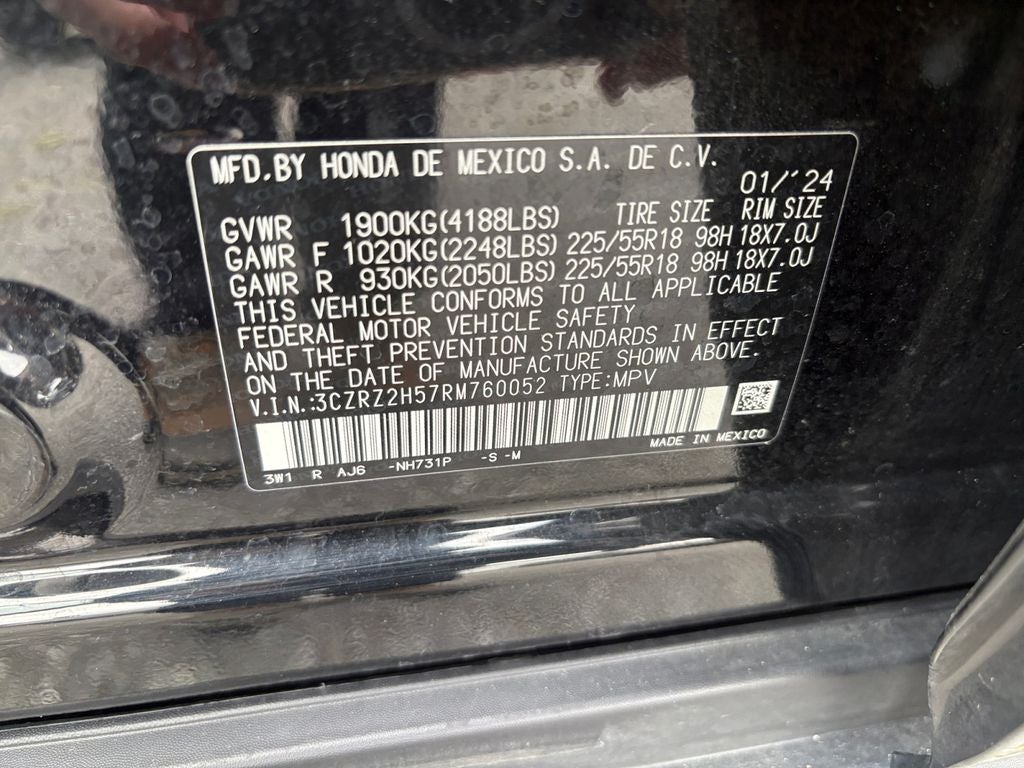 MFD.BY HONDA DE MEXICO S.A. DE C.V.
01/'24
GVWR 1900KG(4188LBS) TIRE SIZE RIM SIZE
GAWR F 1020KG(2248LBS) 225/55R18 98H 18X7.0J
GAWR R 930KG(2050LBS) 225/55R18 98H 18X7.0J
THIS VEHICLE CONFORMS TO ALL APPLICABLE
FEDERAL MOTOR VEHICLE SAFETY
AND THEFT PREVENTION STANDARDS IN EFFECT
ON THE DATE OF MANUFACTURE SHOWN ABOVE.
V.I.N.:3CZRZ2H57RM760052 TYPE:MPV
MADE IN MEXICO
3W1 R AJ6 -NH731P -S -M